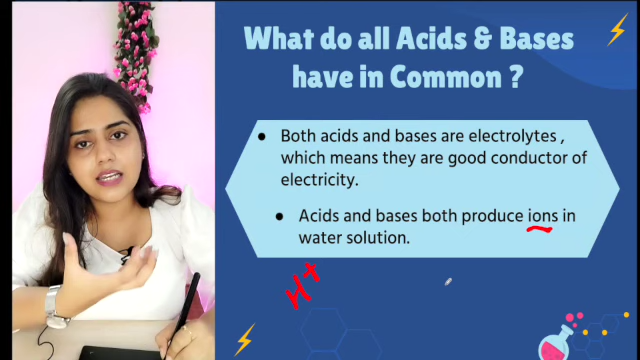 What do all Acids & Bases
have in Common ?
Both acids and bases are electrolytes ,
which means they are good conductor of
electricity.
Acids and bases both produce ions in
water solution.
H+